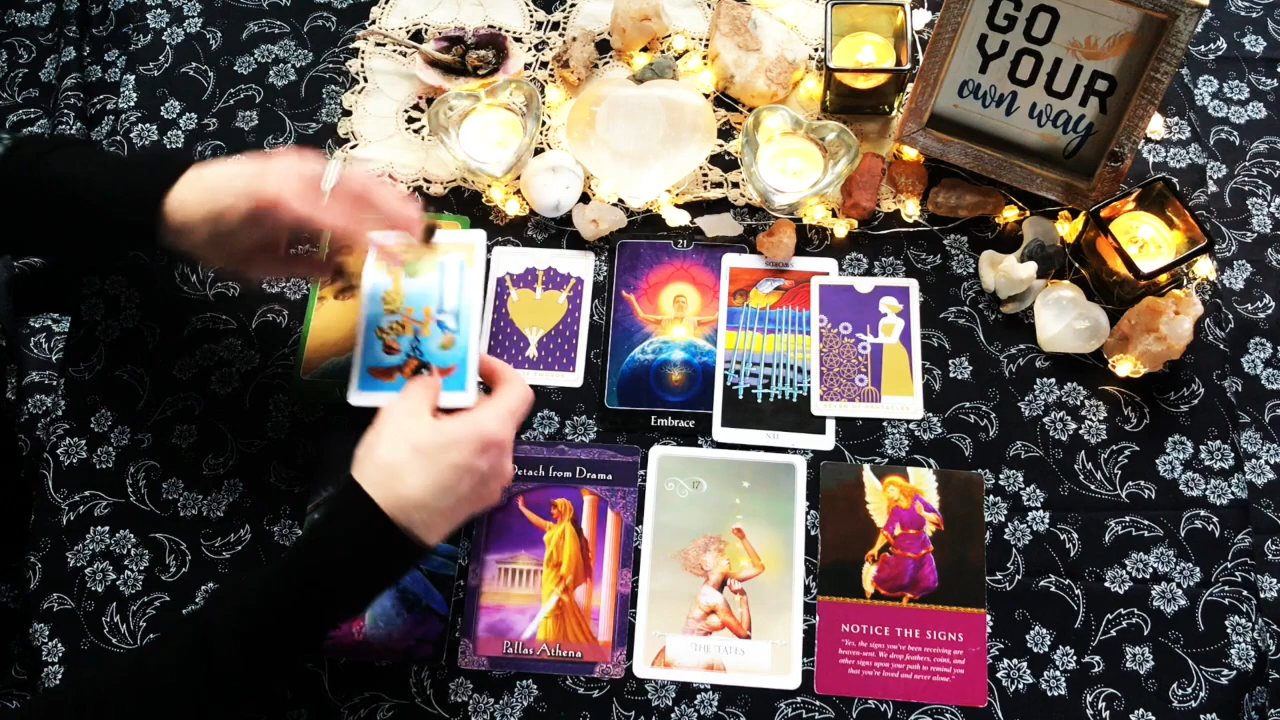 GO
YOUR
own way
21
SWORDS
Embrace
TEN
Detach from Drama
Pallas Athena
17
THE FATES
NOTICE THE SIGNS
"Yes, the signs you've been receiving are
heaven-sent. We drop feathers, coins, and
other signs upon your path to remind you
that you're loved and never alone."